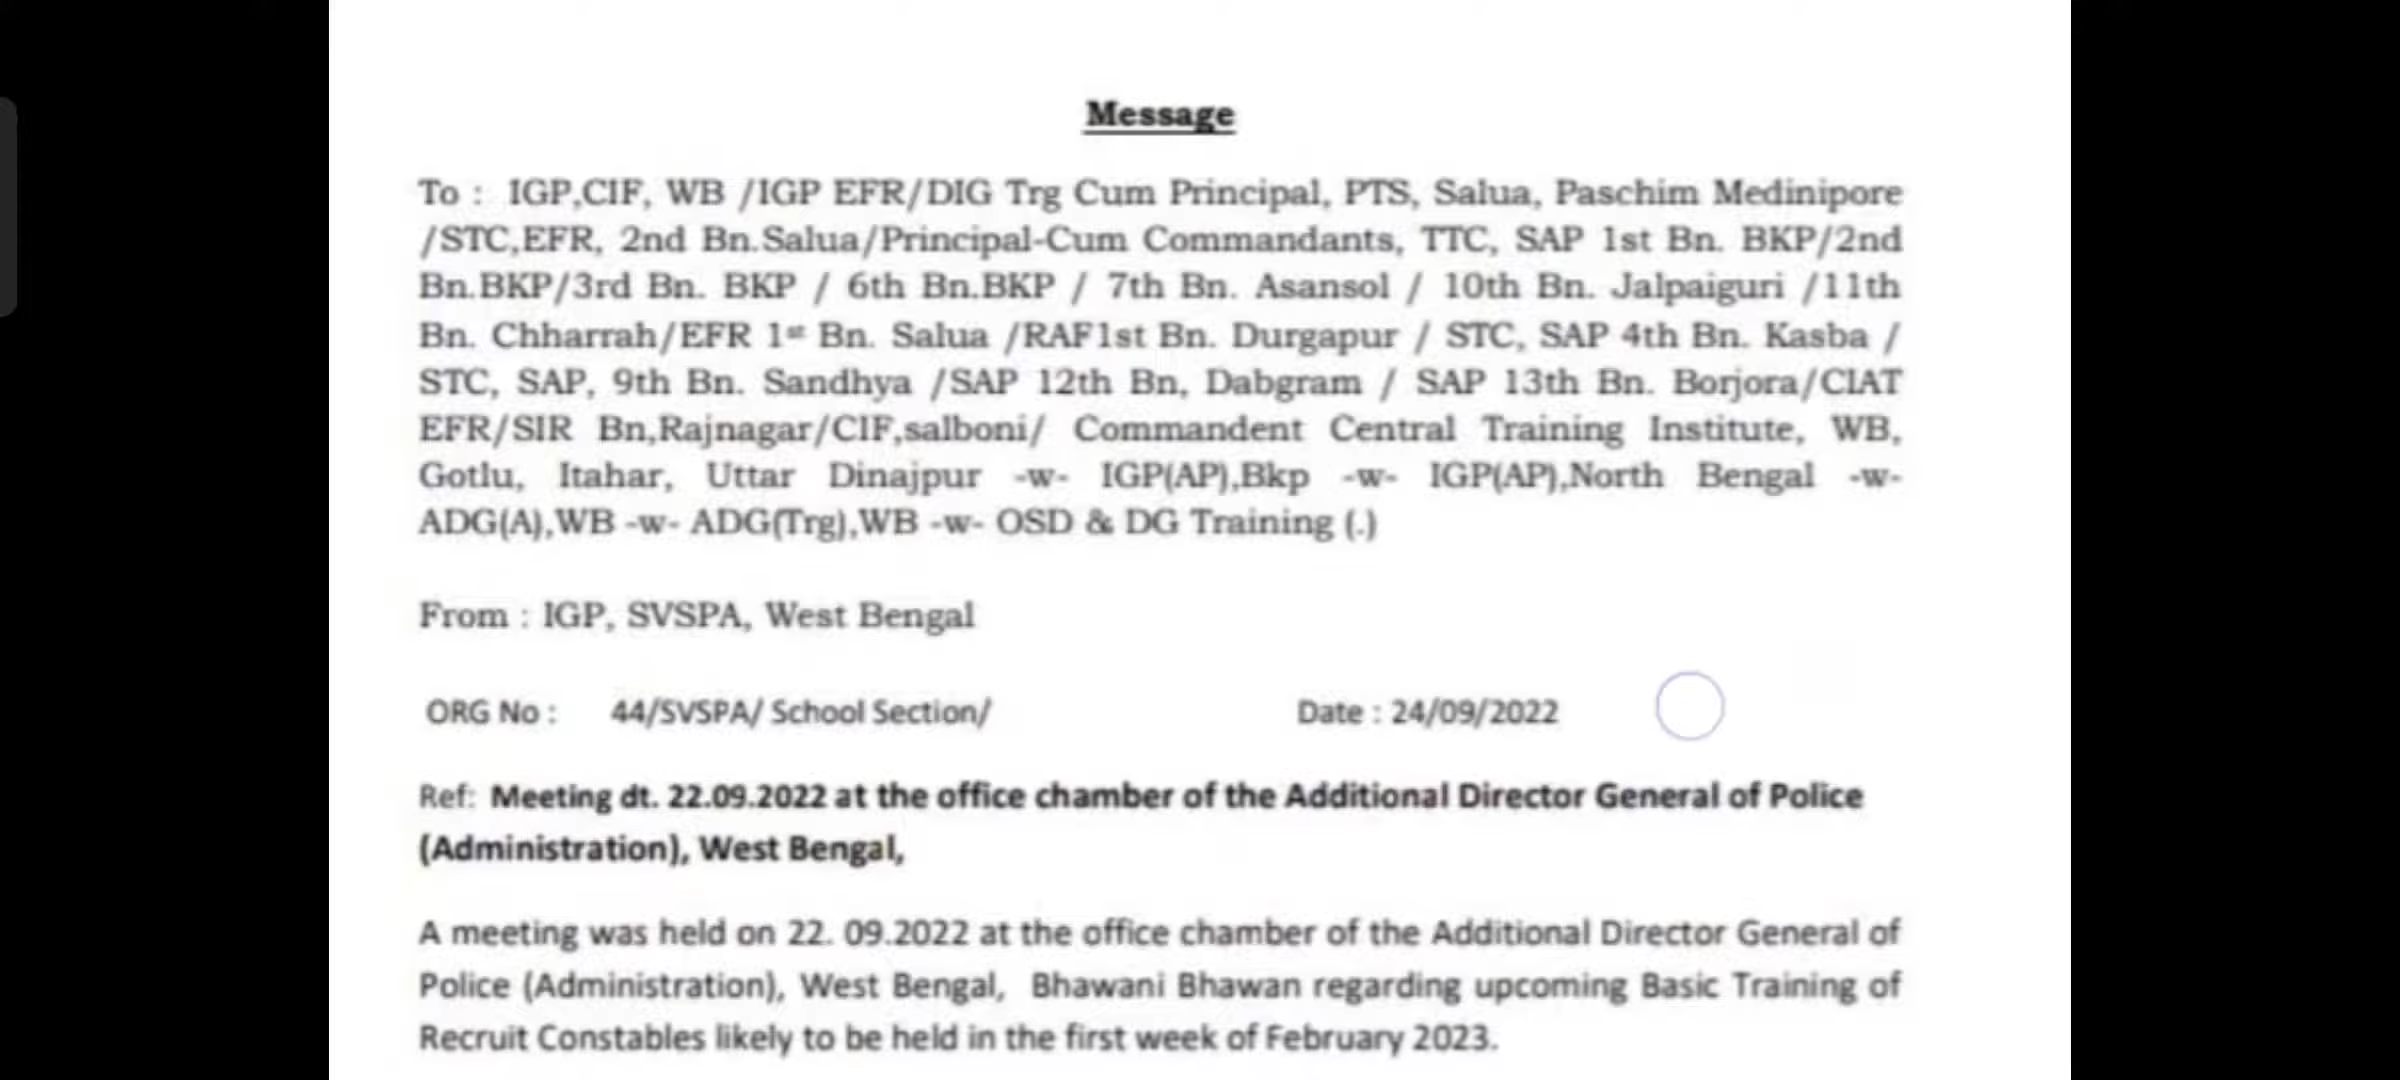 Message
To : IGP,CIF, WB /IGP EFR/DIG Trg Cum Principal, PTS, Salua, Paschim Medinipore
/STC,EFR, 2nd Bn.Salua/Principal-Cum Commandants, TTC, SAP 1st Bn. BKP/2nd
Bn.BKP/3rd Bn. BKP / 6th Bn.BKP / 7th Bn. Asansol / 10th Bn. Jalpaiguri /11th
Bn. Chharrah/EFR 1st Bn. Salua /RAF1st Bn. Durgapur / STC, SAP 4th Bn. Kasba /
STC, SAP, 9th Bn. Sandhya /SAP 12th Bn, Dabgram / SAP 13th Bn. Borjora/CIAT
EFR/SIR Bn,Rajnagar/CIF,salboni/ Commandent Central Training Institute, WB,
Gotlu, Itahar, Uttar Dinajpur -w- IGP(AP),Bkp -w- IGP(AP),North Bengal -w-
ADG(A),WB -w- ADG(Trg),WB -w- OSD & DG Training (.)
From : IGP, SVSPA, West Bengal
ORG No : 44/SVSPA/ School Section/ Date : 24/09/2022
Ref: Meeting dt. 22.09.2022 at the office chamber of the Additional Director General of Police
(Administration), West Bengal,
A meeting was held on 22. 09.2022 at the office chamber of the Additional Director General of
Police (Administration), West Bengal, Bhawani Bhawan regarding upcoming Basic Training of
Recruit Constables likely to be held in the first week of February 2023.